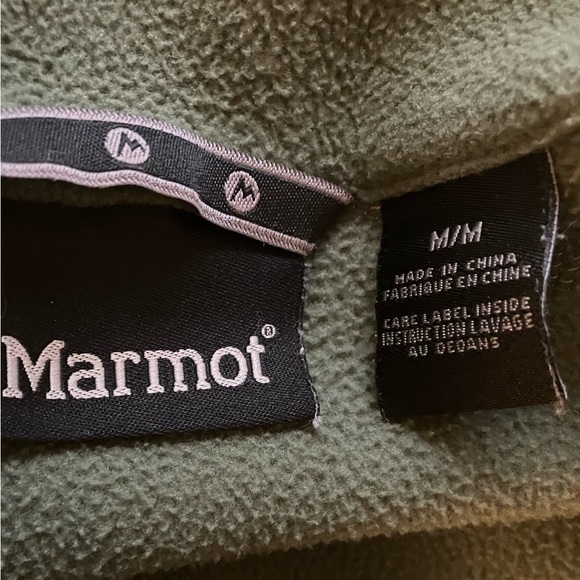 Marmot®
M/M
MADE IN CHINA
FABRIQUE EN CHINE
CARE LABEL INSIDE
INSTRUCTION LAVAGE
AU DEDANS